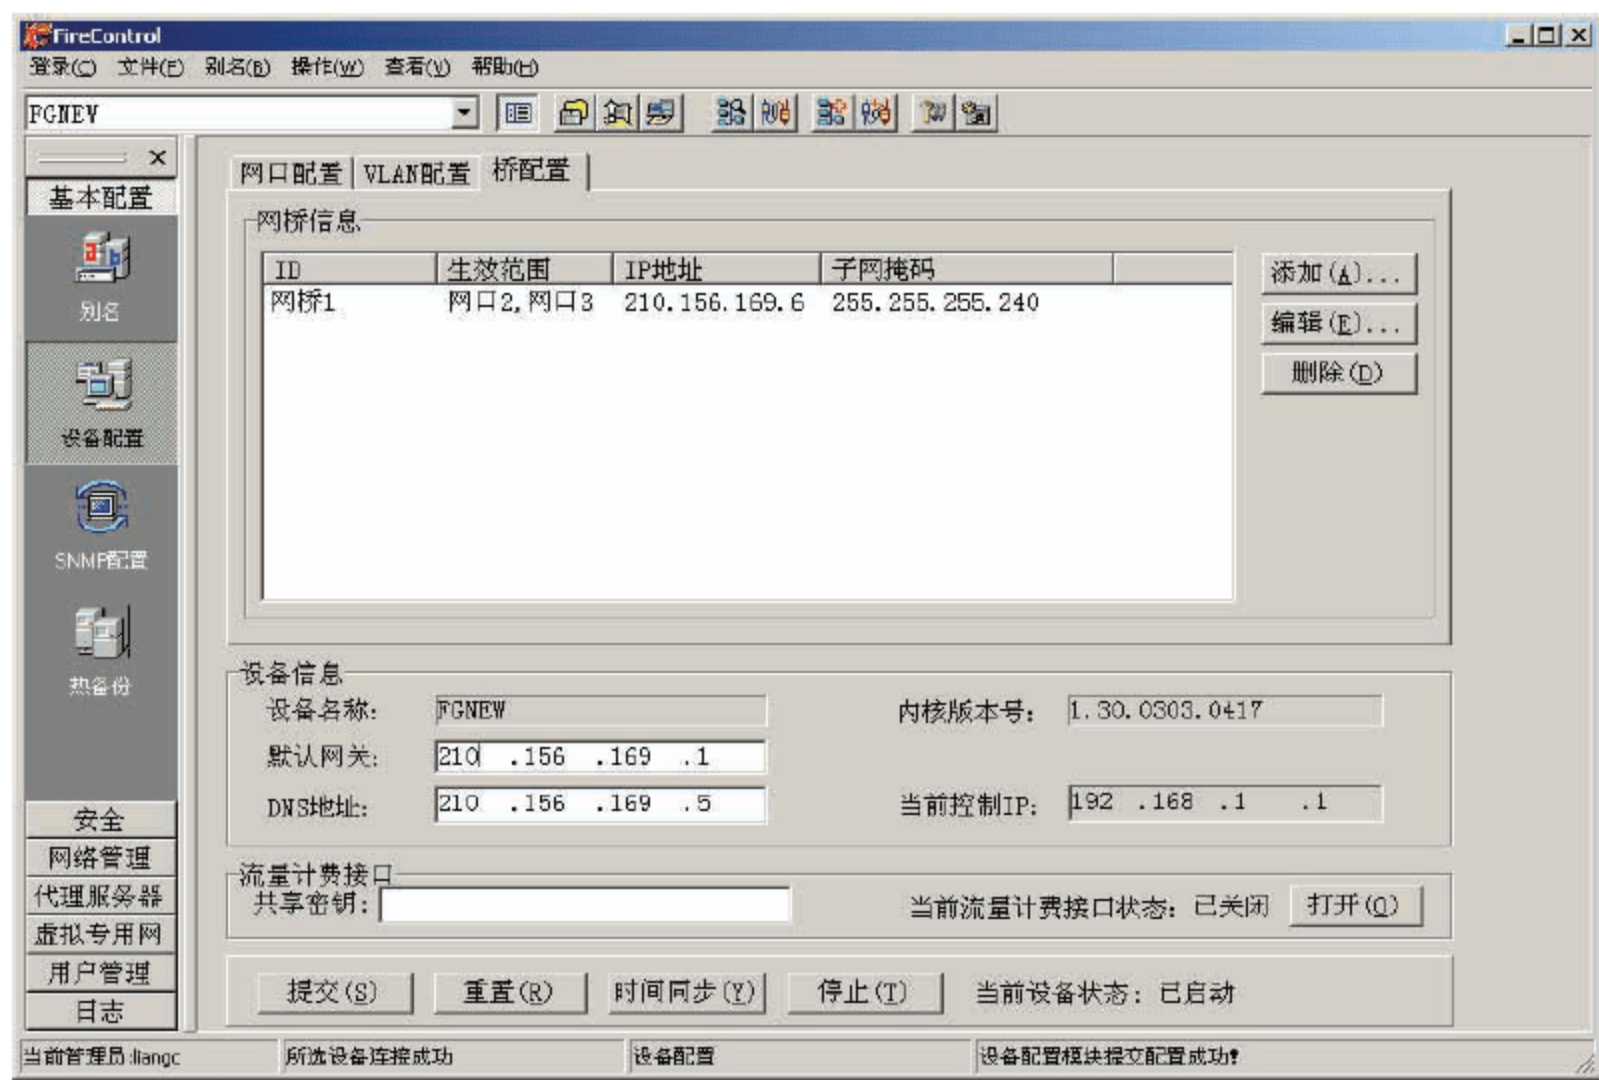 FireControl
登录(C) 文件(F) 别名(B) 操作(W) 查看(V) 帮助(H)
FGNEW
基本配置
别名
设备配置
SNMP配置
热备份
安全
网络管理
代理服务器
虚拟专用网
用户管理
日志
网口配置 VLAN配置 桥配置
网桥信息
ID 生效范围 IP地址 子网掩码
网桥1 网口2,网口3 210.156.169.6 255.255.255.240
添加(A)...
编辑(E)...
删除(D)
设备信息
设备名称: FGNEW 内核版本号: 1.30.0303.0417
默认网关: 210 .156 .169 .1
DNS地址: 210 .156 .169 .5 当前控制IP: 192 .168 .1 .1
流量计费接口
共享密钥: 当前流量计费接口状态: 已关闭 打开(O)
提交(S) 重置(R) 时间同步(Y) 停止(T) 当前设备状态: 已启动
当前管理员:liangc 所选设备连接成功 设备配置 设备配置模块提交配置成功!